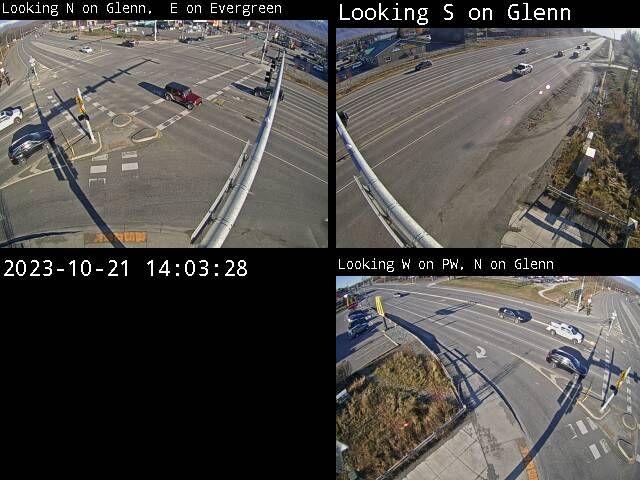 Looking N on Glenn,  E on Evergreen
Looking S on Glenn
2023-10-21 14:03:28
Looking W on PW, N on Glenn